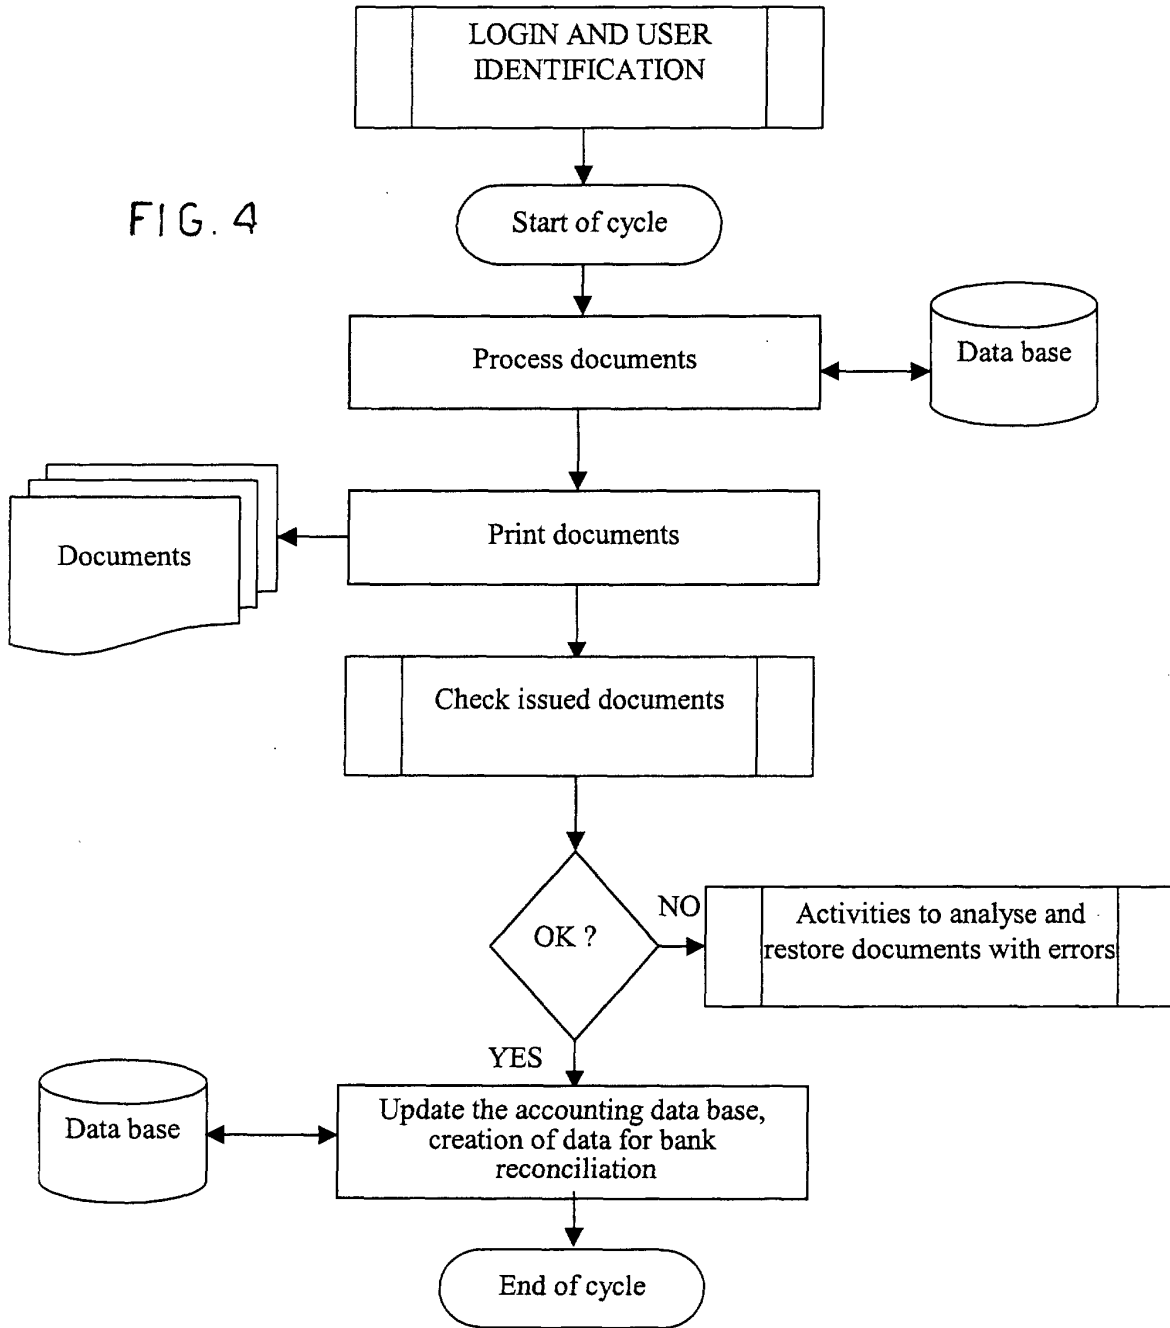 LOGIN AND USER
IDENTIFICATION
FIG. 4
Start of cycle
Process documents
Data base
Documents
Print documents
Check issued documents
OK ?
NO
Activities to analyse and
restore documents with errors
YES
Data base
Update the accounting data base,
creation of data for bank
reconciliation
End of cycle